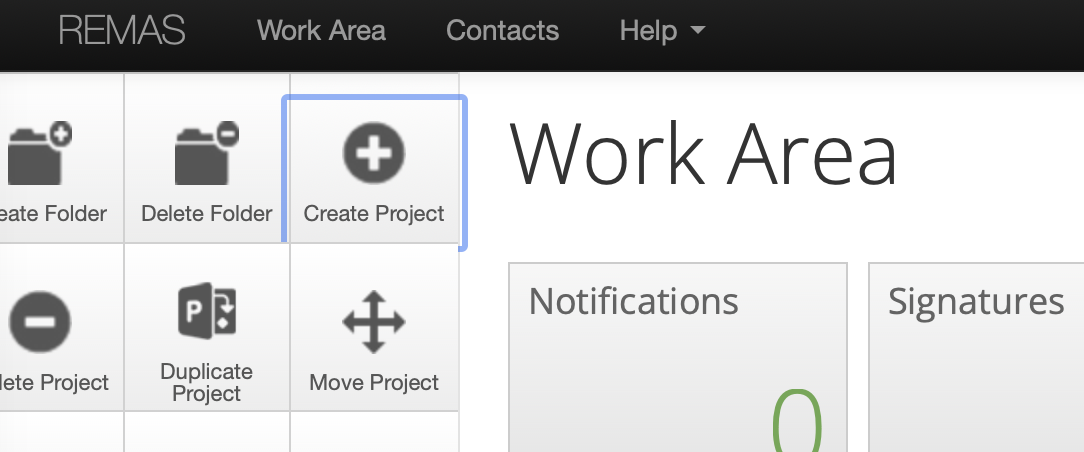 REMAS Work Area Contacts Help
eate Folder Delete Folder Create Project
Work Area
Notifications Signatures
0
P
lete Project Duplicate Project Move Project